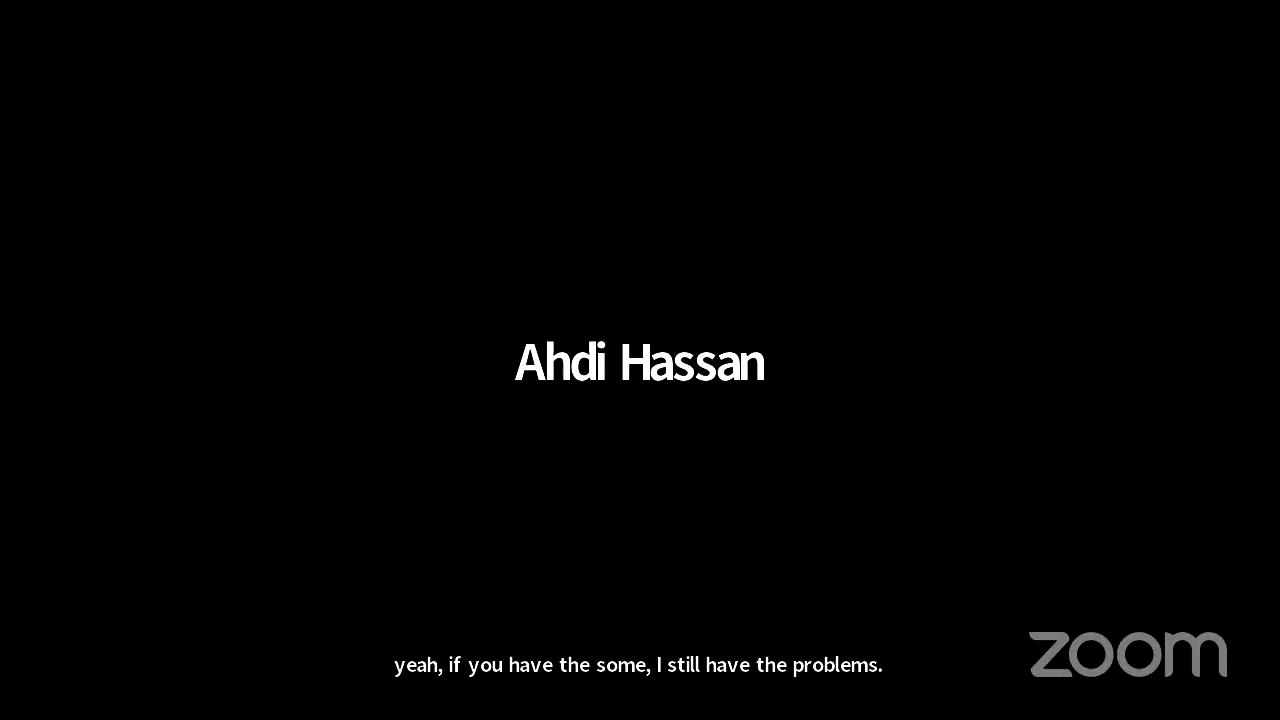 Ahdi Hassan
yeah, if you have the some, I still have the problems.
zoom